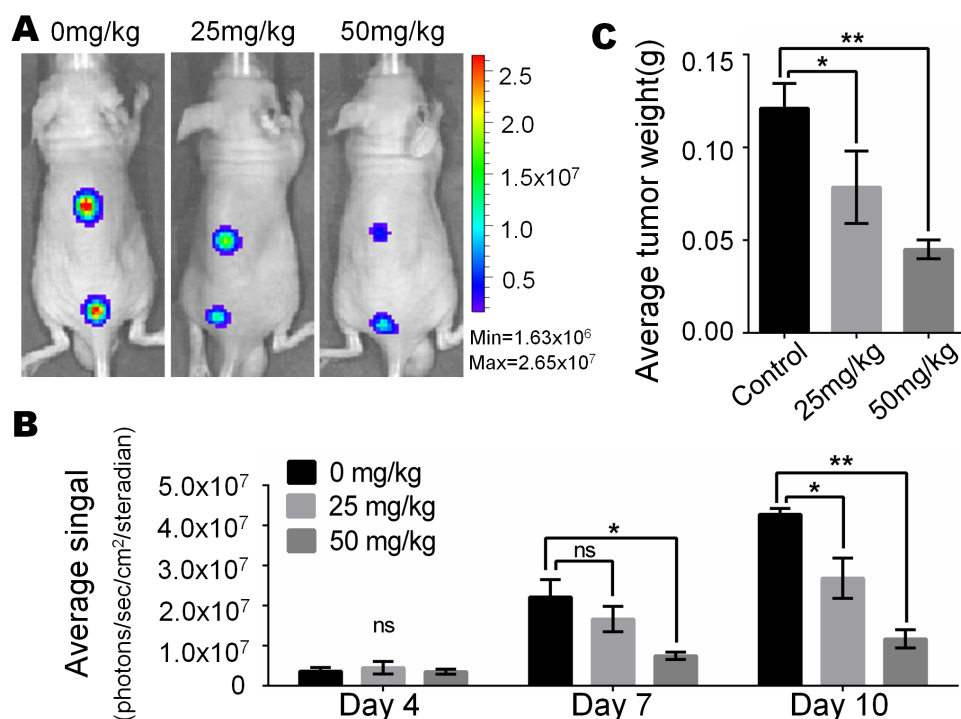 A
0mg/kg 25mg/kg 50mg/kg
2.5
2.0
1.5x10⁷
1.0
0.5
Min=1.63x10⁶
Max=2.65x10⁷
C
Average tumor weight(g)
0.15
0.10
0.05
0.00
**
*
Control
25mg/kg
50mg/kg
B
Average singal
(photons/sec/cm²/steradian)
5.0x10⁷
4.0x10⁷
3.0x10⁷
2.0x10⁷
1.0x10⁷
0
0 mg/kg
25 mg/kg
50 mg/kg
ns
*
ns
**
*
Day 4 Day 7 Day 10